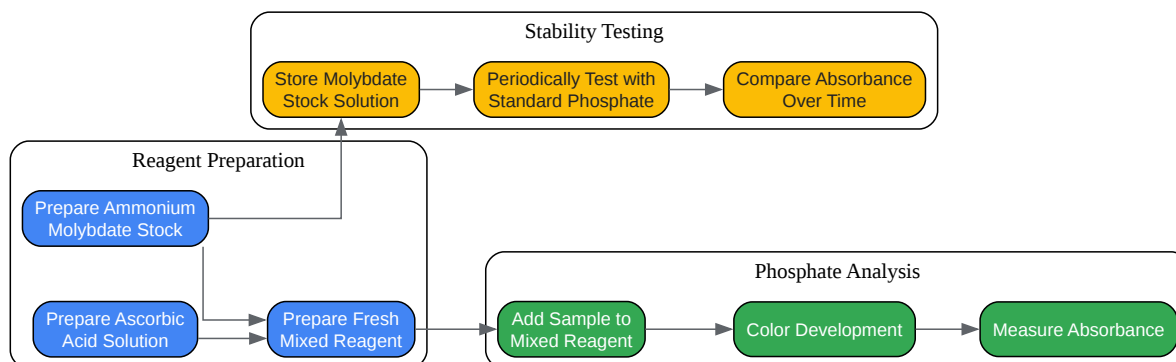 Stability Testing
Store Molybdate
Stock Solution
Periodically Test with
Standard Phosphate
Compare Absorbance
Over Time
Reagent Preparation
Prepare Ammonium
Molybdate Stock
Prepare Ascorbic
Acid Solution
Prepare Fresh
Mixed Reagent
Phosphate Analysis
Add Sample to
Mixed Reagent
Color Development
Measure Absorbance